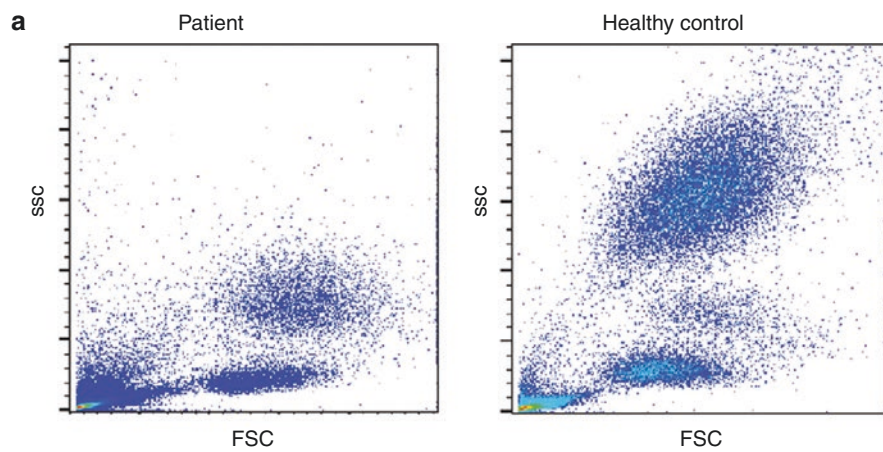 a
Patient
Healthy control
SSC
SSC
FSC
FSC